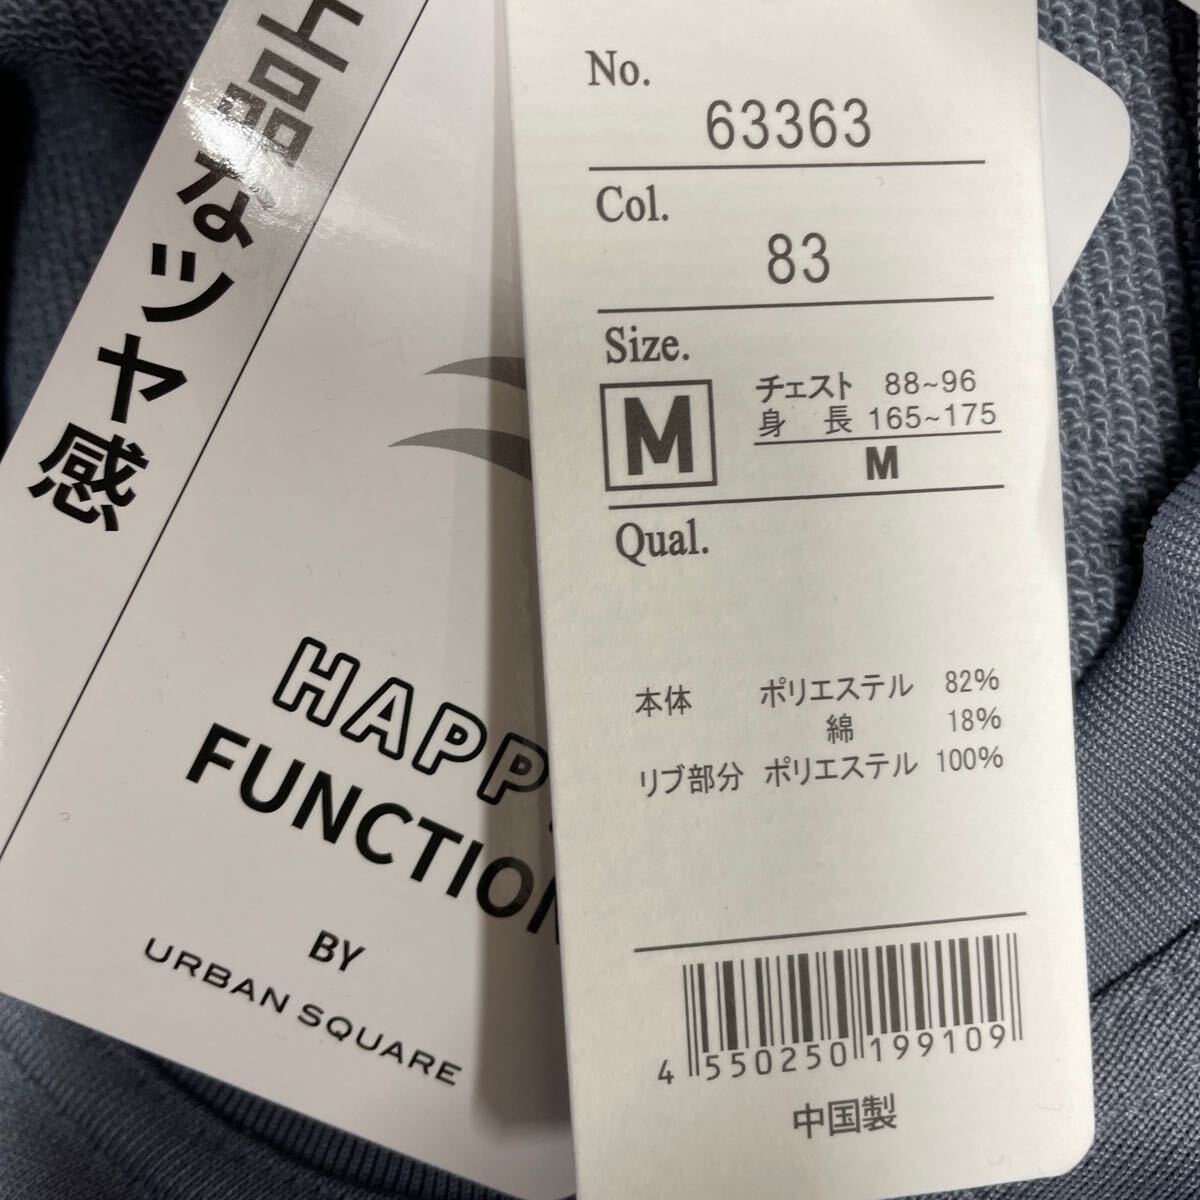 上品なツヤ感
HAPP
FUNCTION
BY
URBAN SQUARE
No.
63363
Col.
83
Size.
M
チェスト 88~96
身 長 165~175
M
Qual.
本体 ポリエステル 82%
綿 18%
リブ部分 ポリエステル 100%
4 550250 199109
中国製